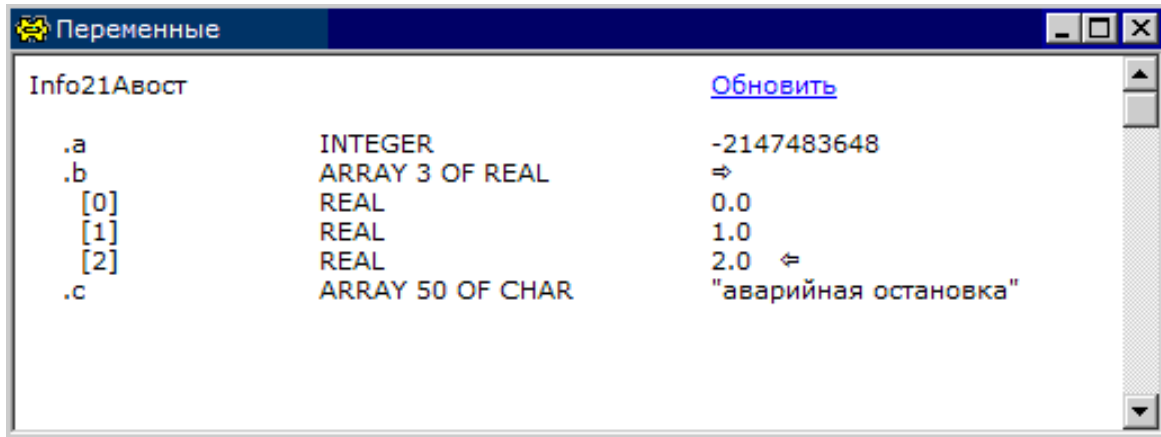 Переменные
Info21Авост Обновить
.a INTEGER -2147483648
.b ARRAY 3 OF REAL ⇨
[0] REAL 0.0
[1] REAL 1.0
[2] REAL 2.0 ⇦
.c ARRAY 50 OF CHAR "аварийная остановка"